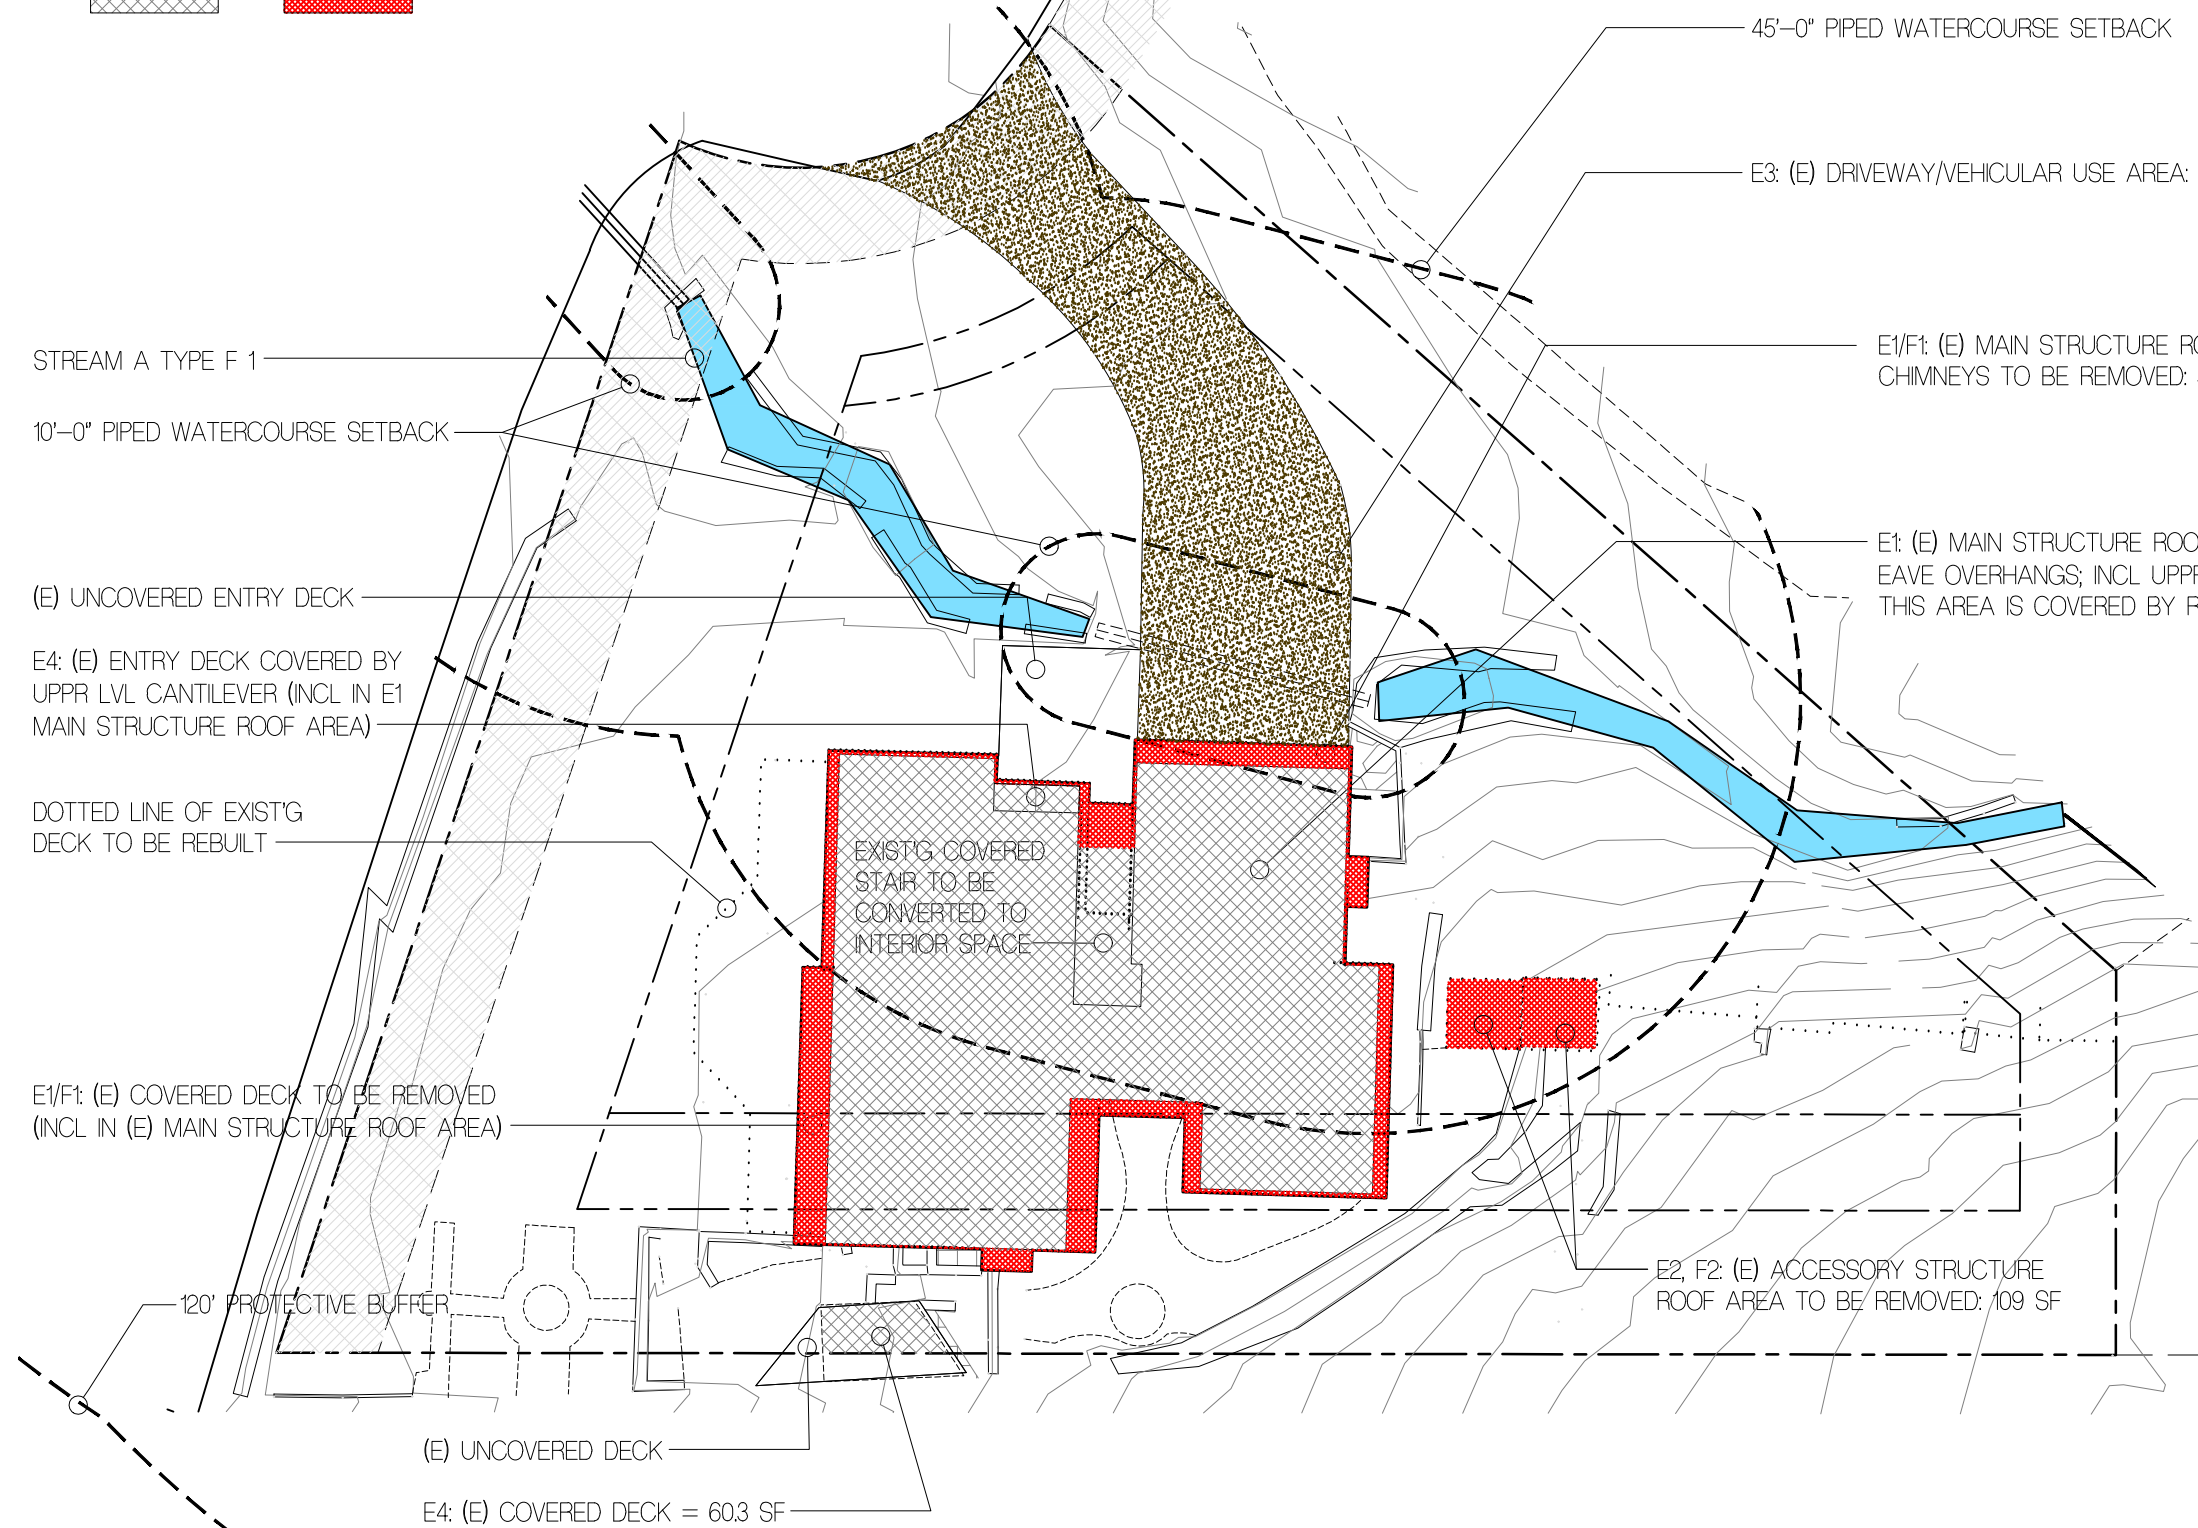 45'-0" PIPED WATERCOURSE SETBACK
E3: (E) DRIVEWAY/VEHICULAR USE AREA:
E1/F1: (E) MAIN STRUCTURE
CHIMNEYS TO BE REMOVED:
E1: (E) MAIN STRUCTURE
EAVE OVERHANGS; INCL
THIS AREA IS COVERED BY
STREAM A TYPE F 1
10'-0" PIPED WATERCOURSE SETBACK
(E) UNCOVERED ENTRY DECK
E4: (E) ENTRY DECK COVERED BY
UPPR LVL CANTILEVER (INCL IN E1
MAIN STRUCTURE ROOF AREA)
DOTTED LINE OF EXIST'G
DECK TO BE REBUILT
EXIST'G COVERED
STAIR TO BE
CONVERTED TO
INTERIOR SPACE
E1/F1: (E) COVERED DECK TO BE REMOVED
(INCL IN (E) MAIN STRUCTURE ROOF AREA)
120' PROTECTIVE BUFFER
E2, F2: (E) ACCESSORY STRUCTURE
ROOF AREA TO BE REMOVED: 109 SF
(E) UNCOVERED DECK
E4: (E) COVERED DECK = 60.3 SF